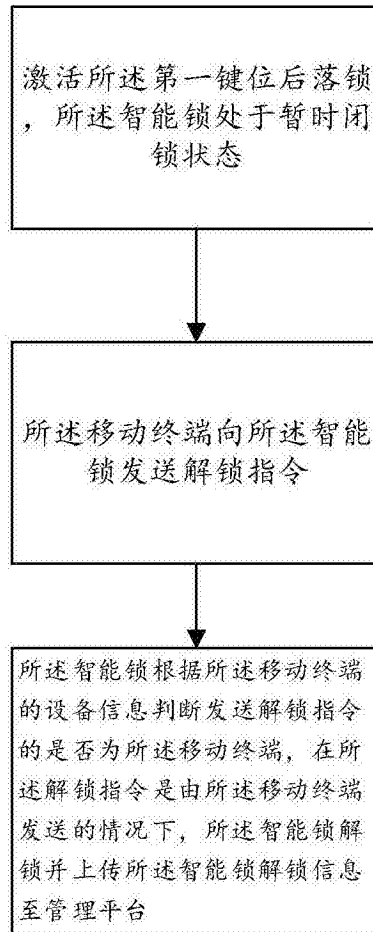 激活所述第一键位后落锁
，所述智能锁处于暂时闭
锁状态
所述移动终端向所述智能
锁发送解锁指令
所述智能锁根据所述移动终端
的设备信息判断发送解锁指令
的是否为所述移动终端，在所
述解锁指令是由所述移动终端
发送的情况下，所述智能锁解
锁并上传所述智能锁解锁信息
至管理平台